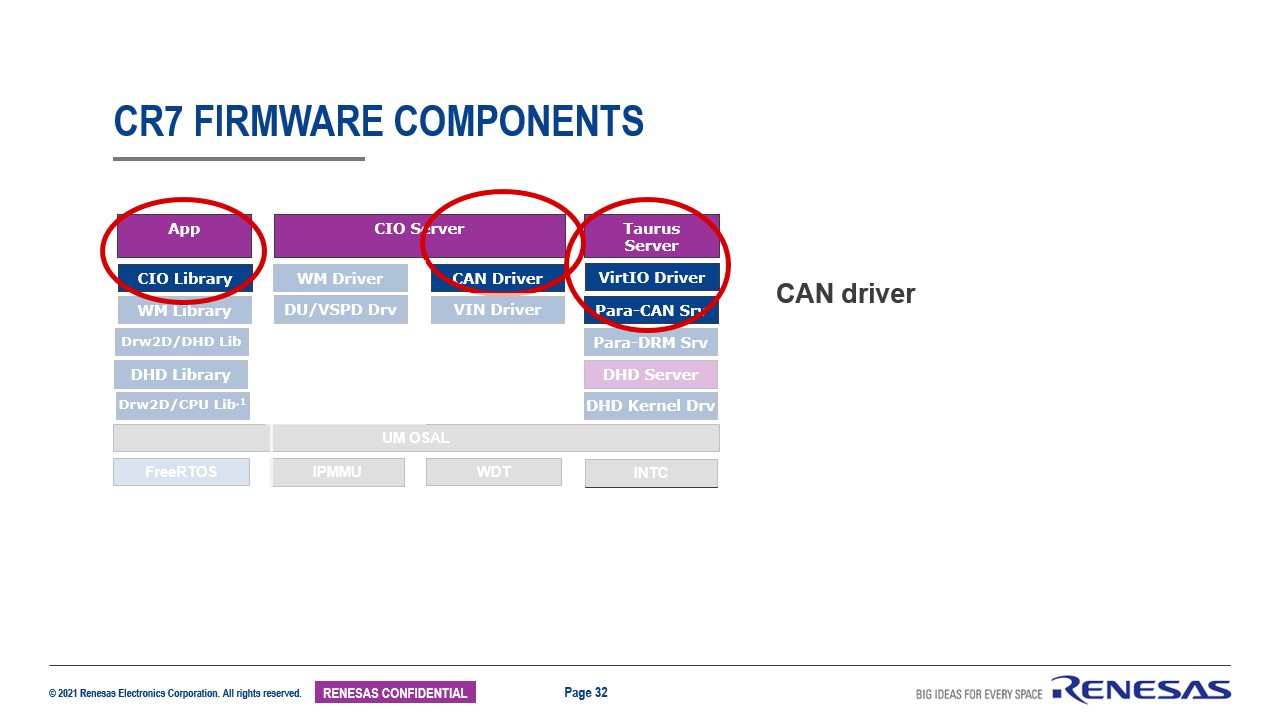 CR7 FIRMWARE COMPONENTS
App
CIO Server
Taurus
Server
CIO Library
WM Driver
CAN Driver
VirtIO Driver
CAN driver
WM Library
DU/VSPD Drv
VIN Driver
Para-CAN Srv
Drw2D/DHD Lib
Para-DRM Srv
DHD Library
DHD Server
Drw2D/CPU Lib,1
DHD Kernel Drv
UM OSAL
FreeRTOS
IPMMU
WDT
INTC
© 2021 Renesas Electronics Corporation. All rights reserved.
RENESAS CONFIDENTIAL
Page 32
BIG IDEAS FOR EVERY SPACE
RENESAS